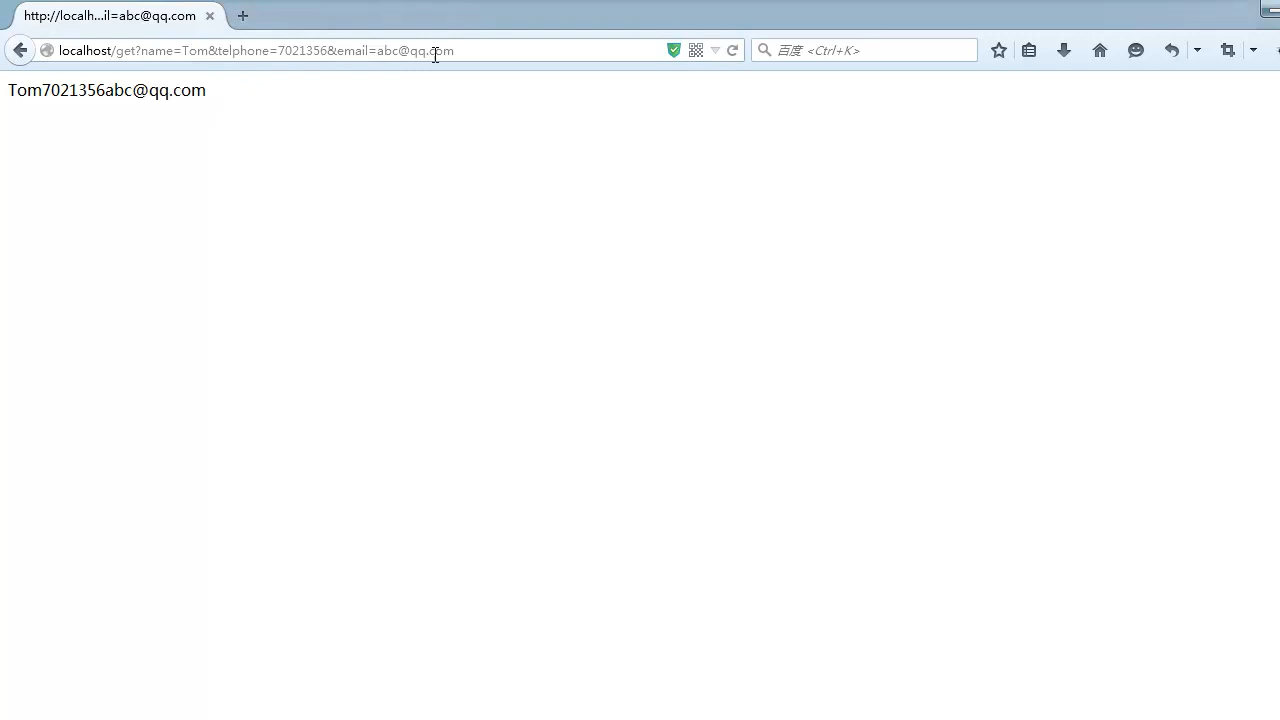 http://localh...il=abc@qq.com
localhost/get?name=Tom&telphone=7021356&email=abc@qq.com
百度 <Ctrl+K>
Tom7021356abc@qq.com